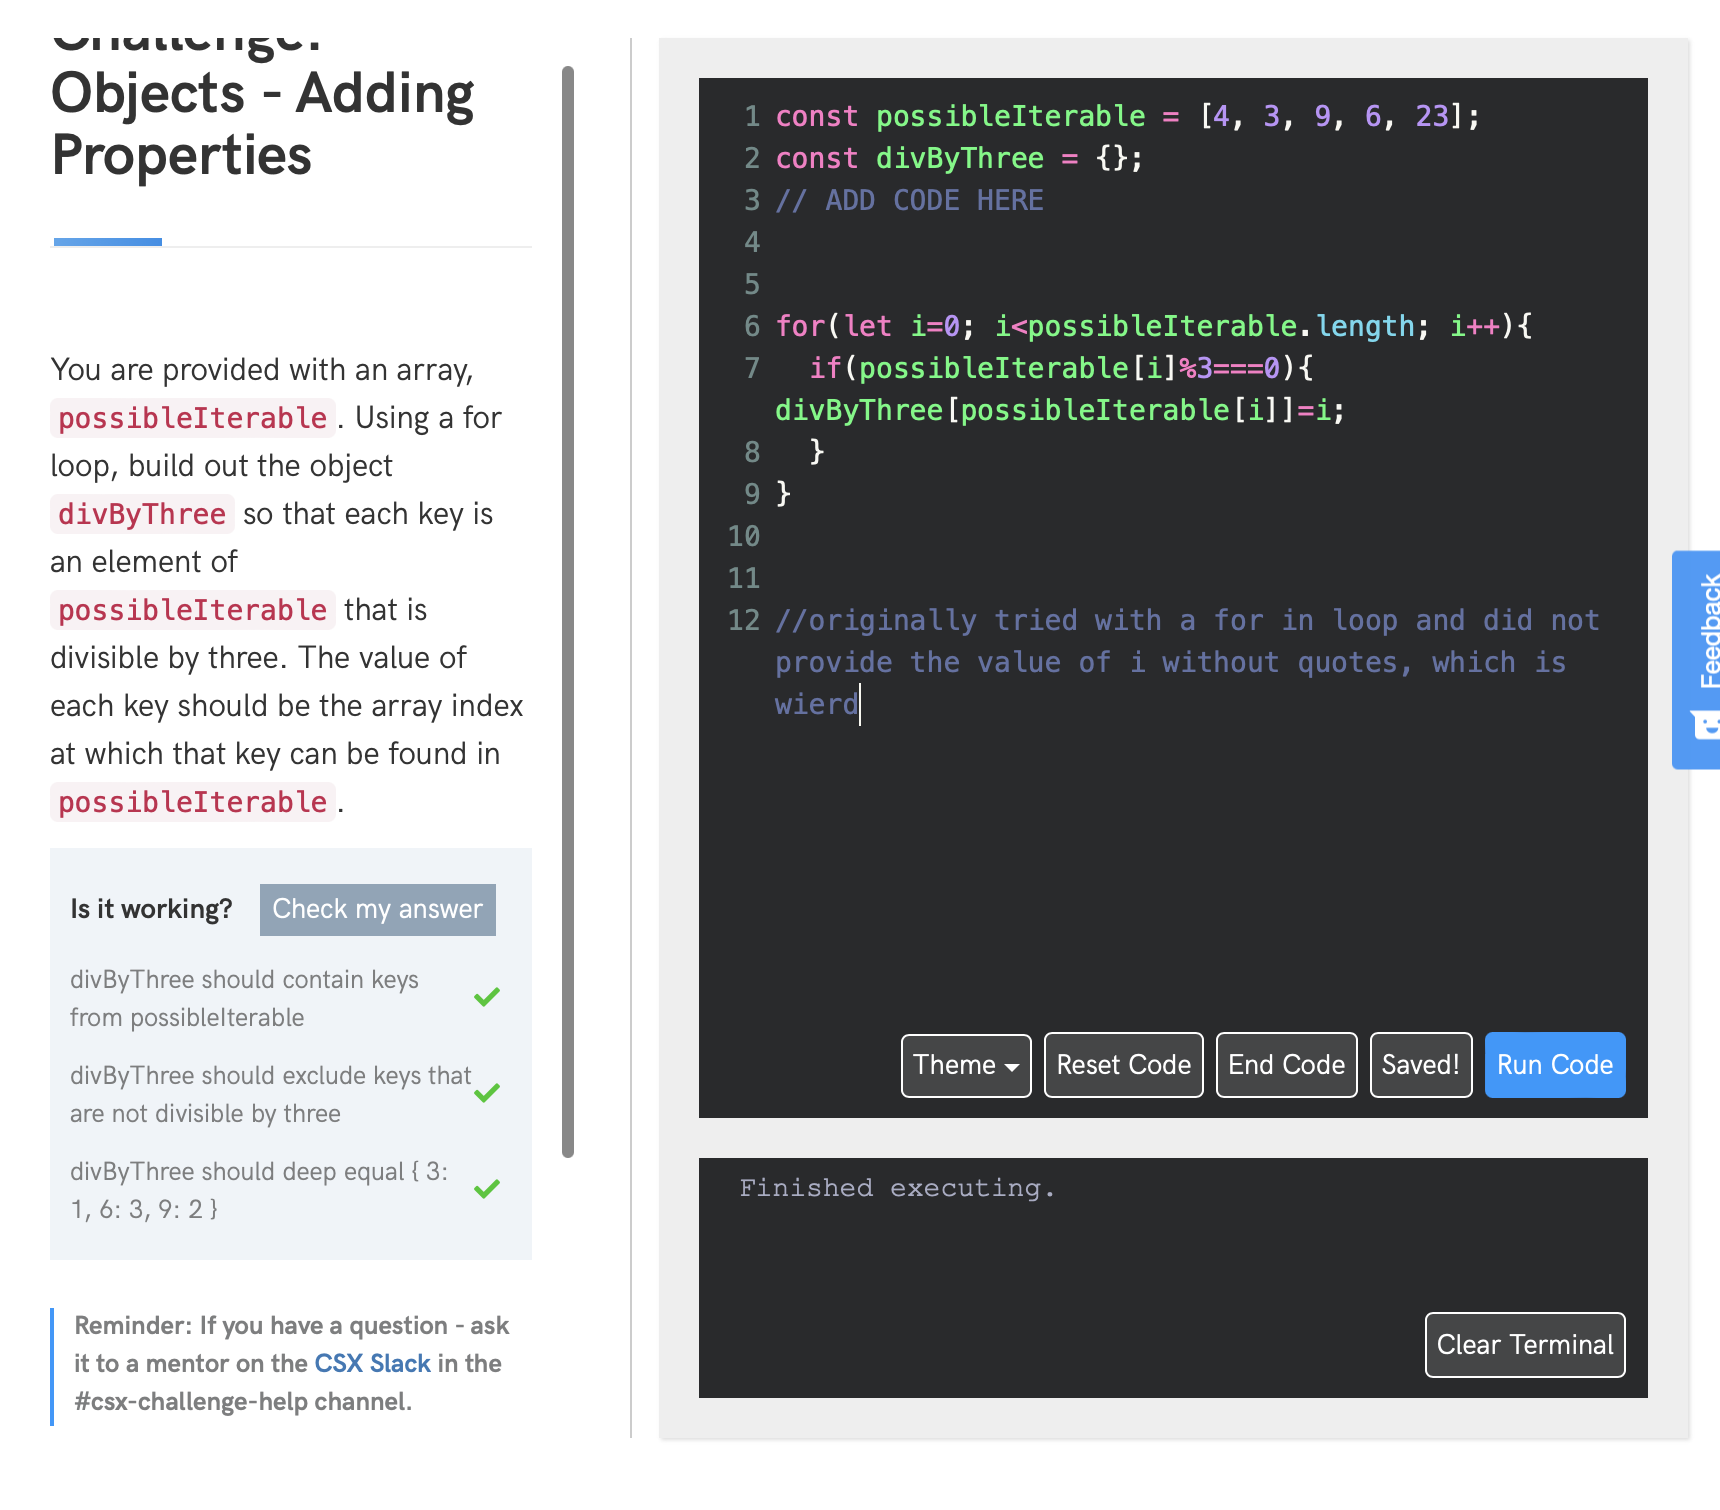 Challenge:
Objects - Adding
Properties
You are provided with an array,
possibleIterable. Using a for
loop, build out the object
divByThree so that each key is
an element of
possibleIterable that is
divisible by three. The value of
each key should be the array index
at which that key can be found in
possibleIterable.
Is it working? Check my answer
divByThree should contain keys
from possibleIterable
divByThree should exclude keys that
are not divisible by three
divByThree should deep equal { 3:
1, 6: 3, 9: 2 }
Reminder: If you have a question - ask
it to a mentor on the CSX Slack in the
#csx-challenge-help channel.
1 const possibleIterable = [4, 3, 9, 6, 23];
2 const divByThree = {};
3 // ADD CODE HERE
4
5
6 for(let i=0; i<possibleIterable.length; i++){
7   if(possibleIterable[i]%3===0){
divByThree[possibleIterable[i]]=i;
8   }
9 }
10
11
12 //originally tried with a for in loop and did not
provide the value of i without quotes, which is
wierd
Theme Reset Code End Code Saved! Run Code
Finished executing.
Clear Terminal
Feedback